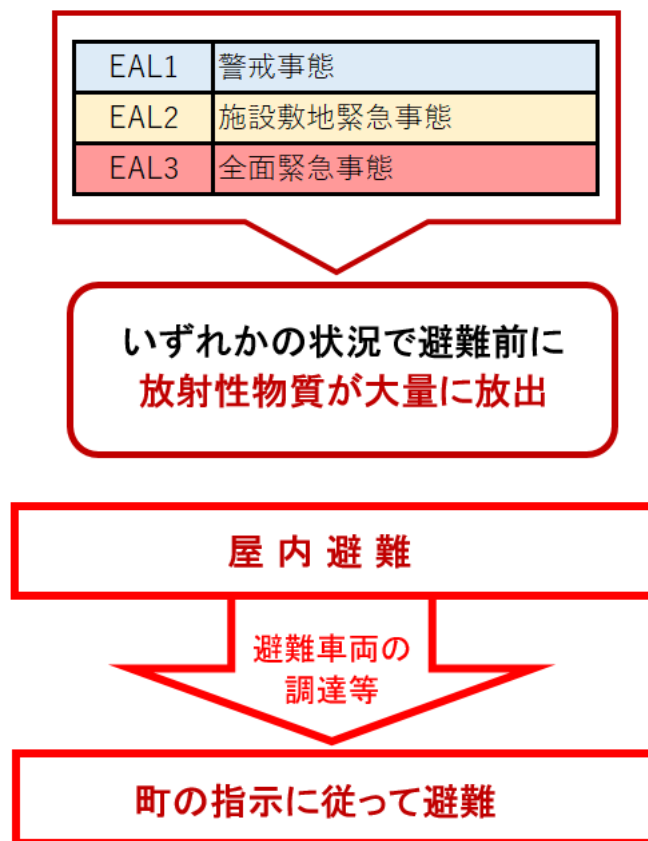 EAL1 警戒事態
EAL2 施設敷地緊急事態
EAL3 全面緊急事態
いずれかの状況で避難前に
放射性物質が大量に放出
屋内避難
避難車両の
調達等
町の指示に従って避難